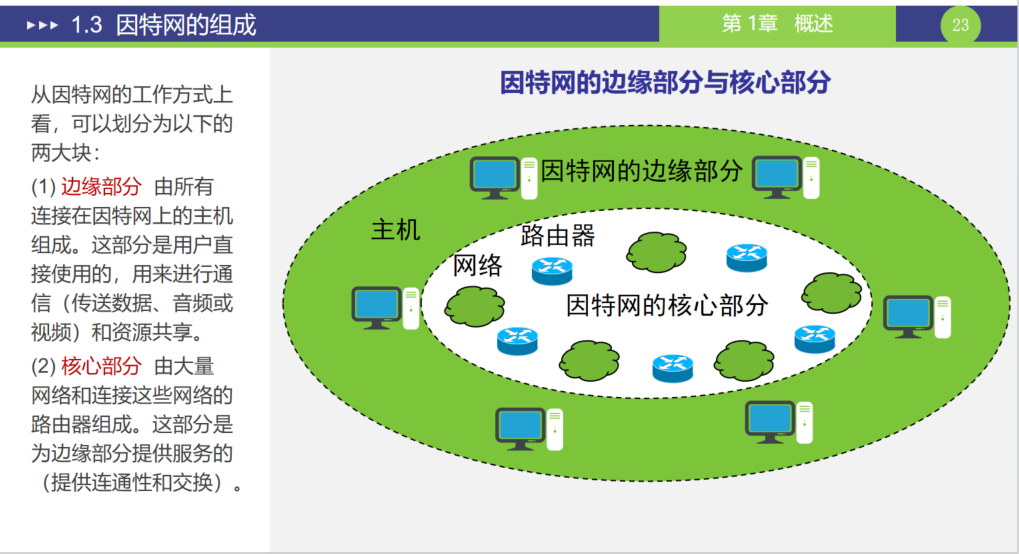 1.3 因特网的组成
第 1章 概述
23
从因特网的工作方式上
看，可以划分为以下的
两大块：
(1) 边缘部分 由所有
连接在因特网上的主机
组成。这部分是用户直
接使用的，用来进行通
信（传送数据、音频或
视频）和资源共享。
(2) 核心部分 由大量
网络和连接这些网络的
路由器组成。这部分是
为边缘部分提供服务的
（提供连通性和交换）。
因特网的边缘部分与核心部分
因特网的边缘部分
主机
路由器
网络
因特网的核心部分